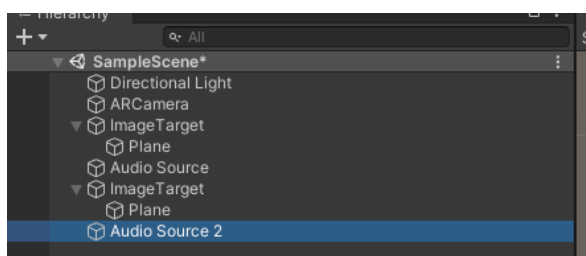 Hierarchy
All
SampleScene*
Directional Light
ARCamera
ImageTarget
Plane
Audio Source
ImageTarget
Plane
Audio Source 2